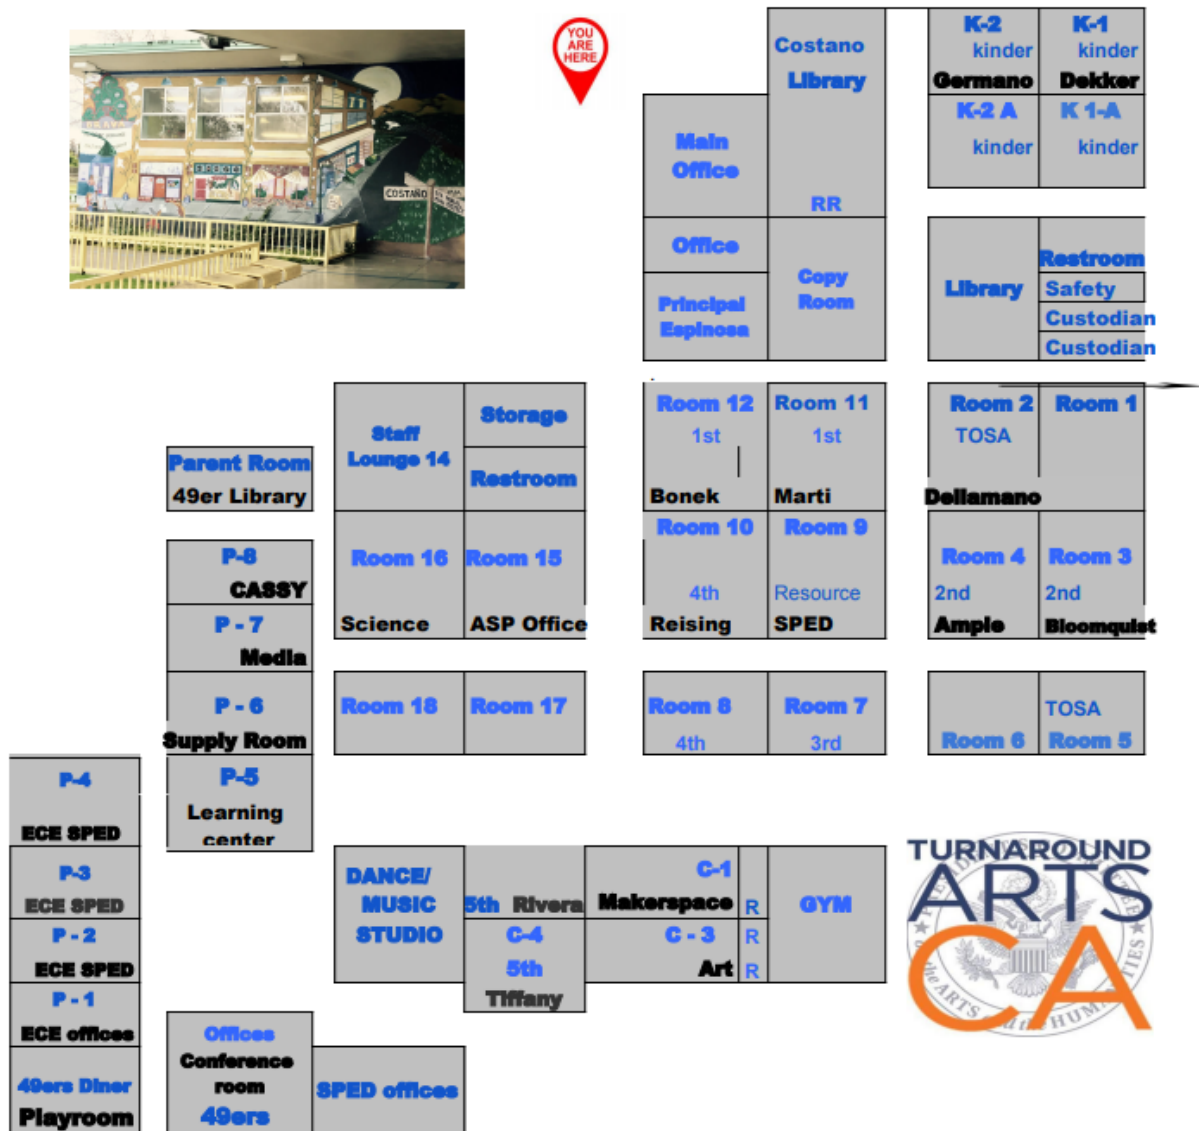 YOU
ARE
HERE
COSTAÑO
Costano
Library
RR
Main
Office
Office
Principal
Espinosa
Copy
Room
K-2
kinder
Germano
K-1
kinder
Dekker
K-2 A
kinder
K 1-A
kinder
Library
Restroom
Safety
Custodian
Custodian
Staff
Lounge 14
Storage
Restroom
Room 16
Science
Room 15
ASP Office
Room 12
1st
Bonek
Room 11
1st
Marti
Room 10
4th
Reising
Room 9
Resource
SPED
Room 2
TOSA
Dellamano
Room 1
Room 4
2nd
Ample
Room 3
2nd
Bloomquist
Parent Room
49er Library
P-8
CASSY
P - 7
Media
P - 6
Supply Room
P-5
Learning
center
Room 18
Room 17
Room 8
4th
Room 7
3rd
Room 6
TOSA
Room 5
P-4
ECE SPED
P-3
ECE SPED
P - 2
ECE SPED
P - 1
ECE offices
49ers Diner
Playroom
DANCE/
MUSIC
STUDIO
5th Rivera
C-4
5th
Tiffany
C-1
Makerspace
R
C - 3
R
Art
R
GYM
Offices
Conference
room
49ers
SPED offices
TURNAROUND
ARTS
CA